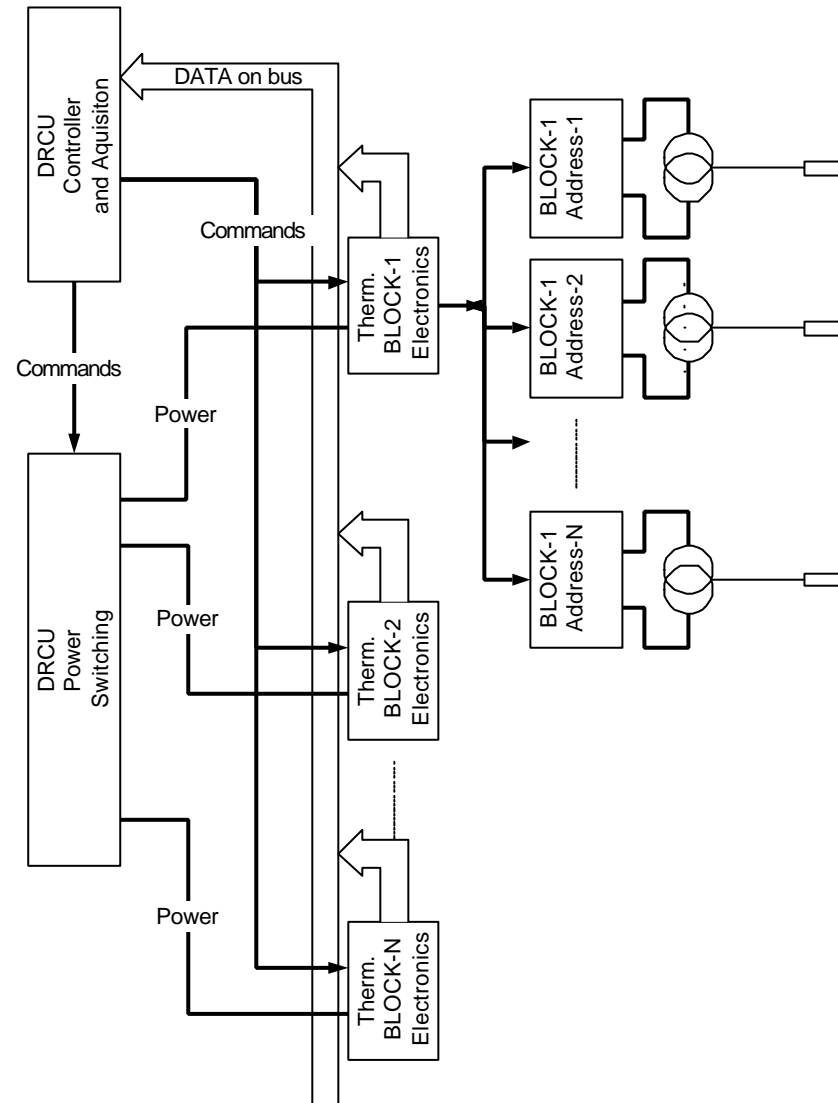 DRCU
Controller
and Aquisiton
DATA on bus
Commands
Commands
Power
DRCU
Power
Switching
Power
Power
Therm.
BLOCK-1
Electronics
Therm.
BLOCK-2
Electronics
Therm.
BLOCK-N
Electronics
BLOCK-1
Address-1
BLOCK-1
Address-2
BLOCK-1
Address-N